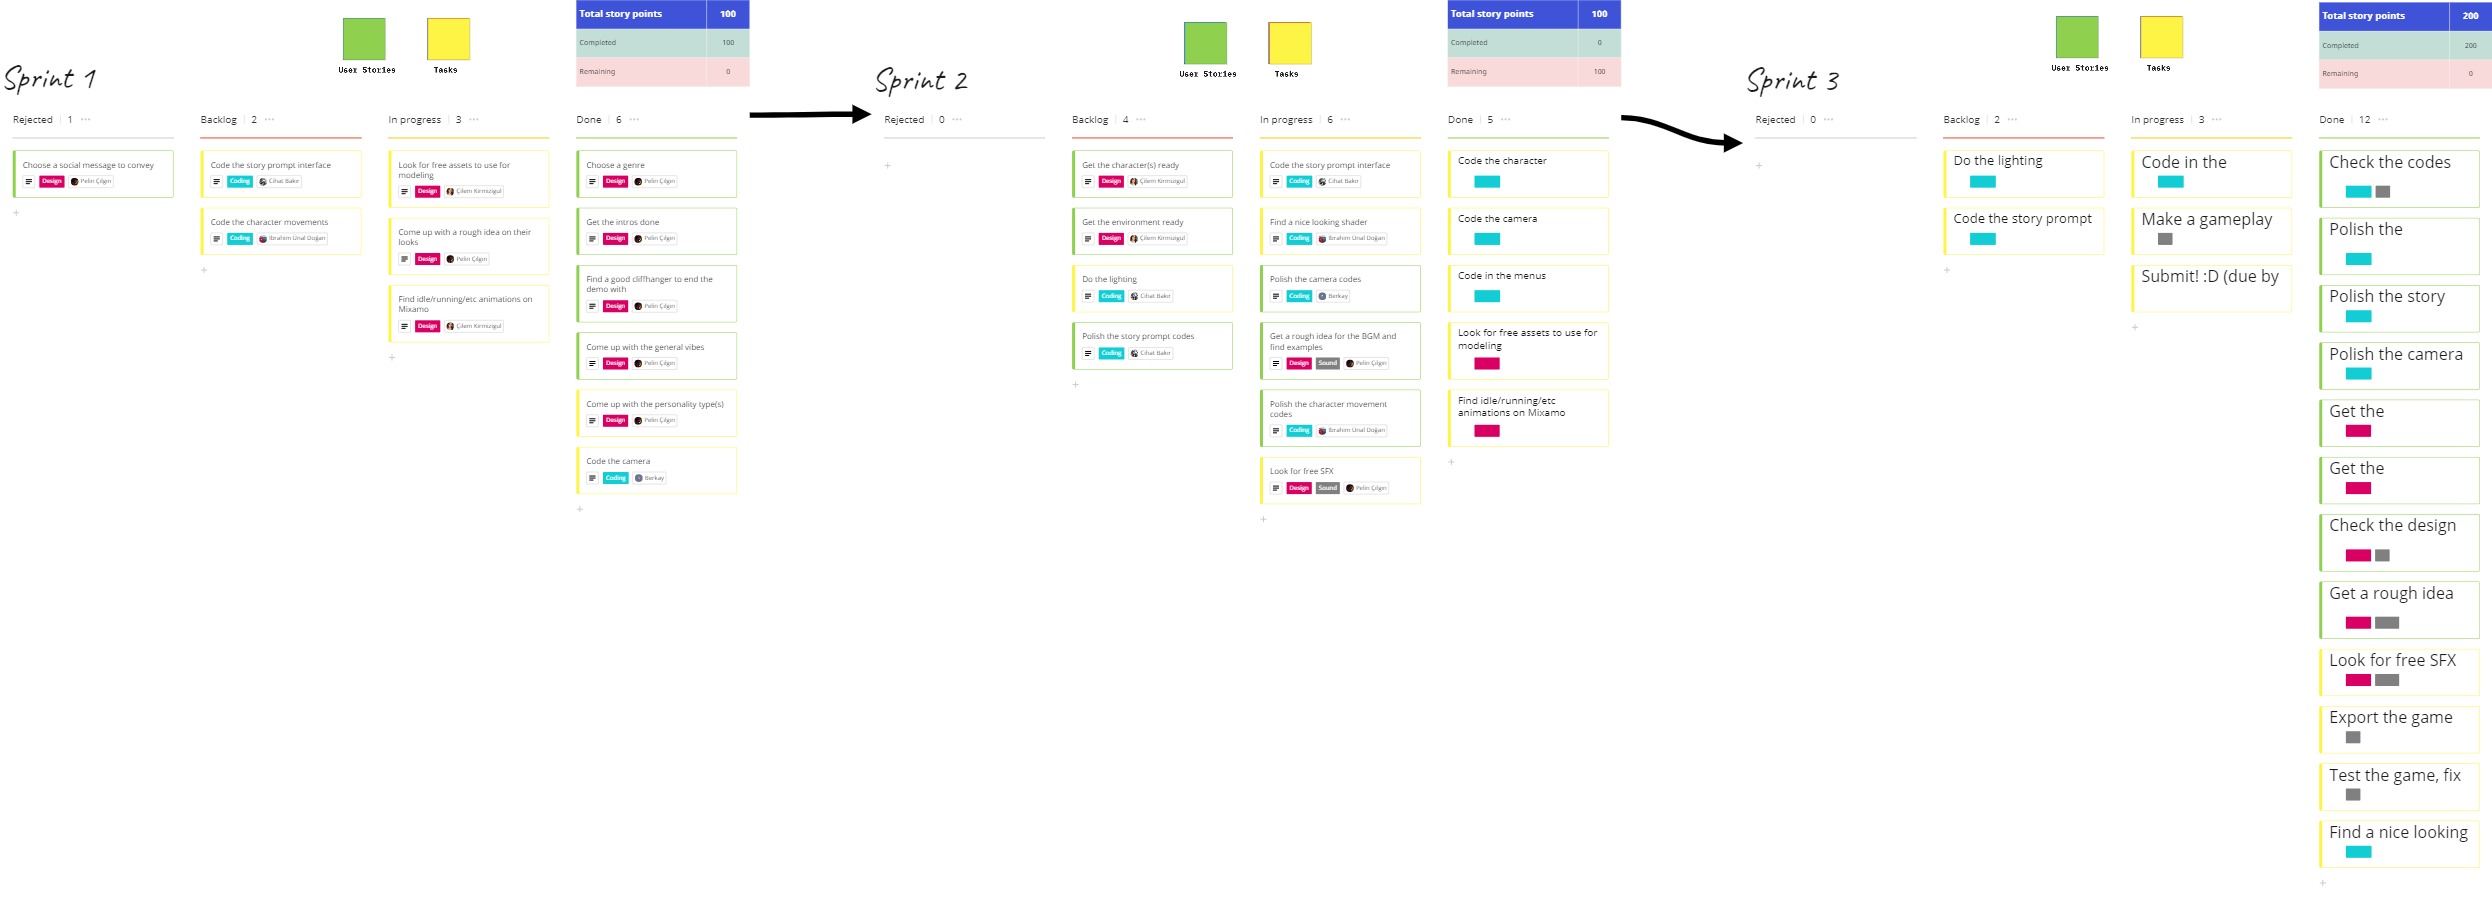 Sprint 1
User Stories
Tasks
Total story points 100
Completed 100
Remaining 0
Rejected 1
Choose a social message to convey
Design Pelin Çılgın
Backlog 2
Code the story prompt interface
Coding Cihat Bakır
Code the character movements
Coding İbrahim Ünal Doğan
In progress 3
Look for free assets to use for
modeling
Design Çilem Kirmizigul
Come up with a rough idea on their
looks
Design Pelin Çılgın
Find idle/running/etc animations on
Mixamo
Design Çilem Kirmizigul
Done 6
Choose a genre
Design Pelin Çılgın
Get the intros done
Design Pelin Çılgın
Find a good cliffhanger to end the
demo with
Design Pelin Çılgın
Come up with the general vibes
Design Pelin Çılgın
Come up with the personality type(s)
Design Pelin Çılgın
Code the camera
Coding Berkay
Sprint 2
User Stories
Tasks
Total story points 100
Completed 0
Remaining 100
Rejected 0
Backlog 4
Get the character(s) ready
Design Çilem Kirmizigul
Get the environment ready
Design Çilem Kirmizigul
Do the lighting
Coding Cihat Bakır
Polish the story prompt codes
Coding Cihat Bakır
In progress 6
Code the story prompt interface
Coding Cihat Bakır
Find a nice looking shader
Coding İbrahim Ünal Doğan
Polish the camera codes
Coding Berkay
Get a rough idea for the BGM and
find examples
Design Sound Pelin Çılgın
Polish the character movement
codes
Coding İbrahim Ünal Doğan
Look for free SFX
Design Sound Pelin Çılgın
Done 5
Code the character
Code the camera
Code in the menus
Look for free assets to use for
modeling
Find idle/running/etc
animations on Mixamo
Sprint 3
User Stories
Tasks
Total story points 200
Completed 200
Remaining 0
Rejected 0
Backlog 2
Do the lighting
Code the story prompt
In progress 3
Code in the
Make a gameplay
Submit! :D (due by
Done 12
Check the codes
Polish the
Polish the story
Polish the camera
Get the
Get the
Check the design
Get a rough idea
Look for free SFX
Export the game
Test the game, fix
Find a nice looking